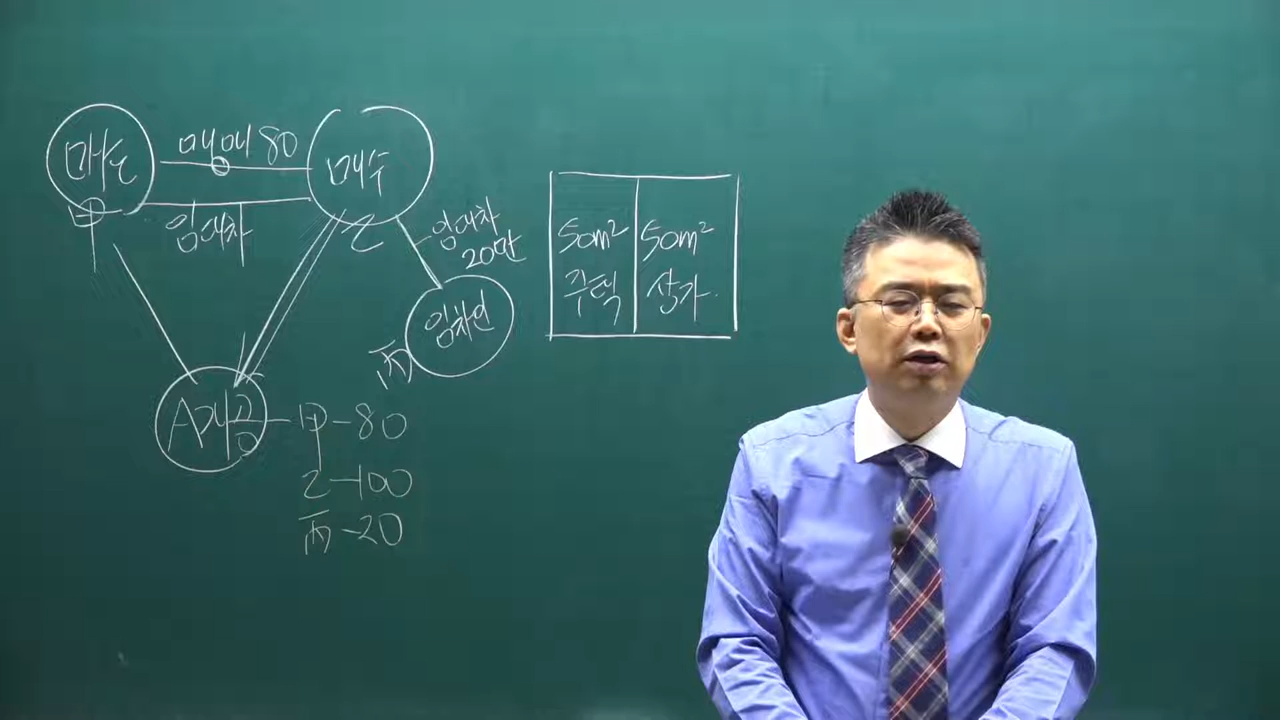 매도
매매 80
매수
甲
임대차
乙
임대차
20만
임차인
丙
A개공
甲-80
乙-100
丙-20
50m² 50m²
주택 상가